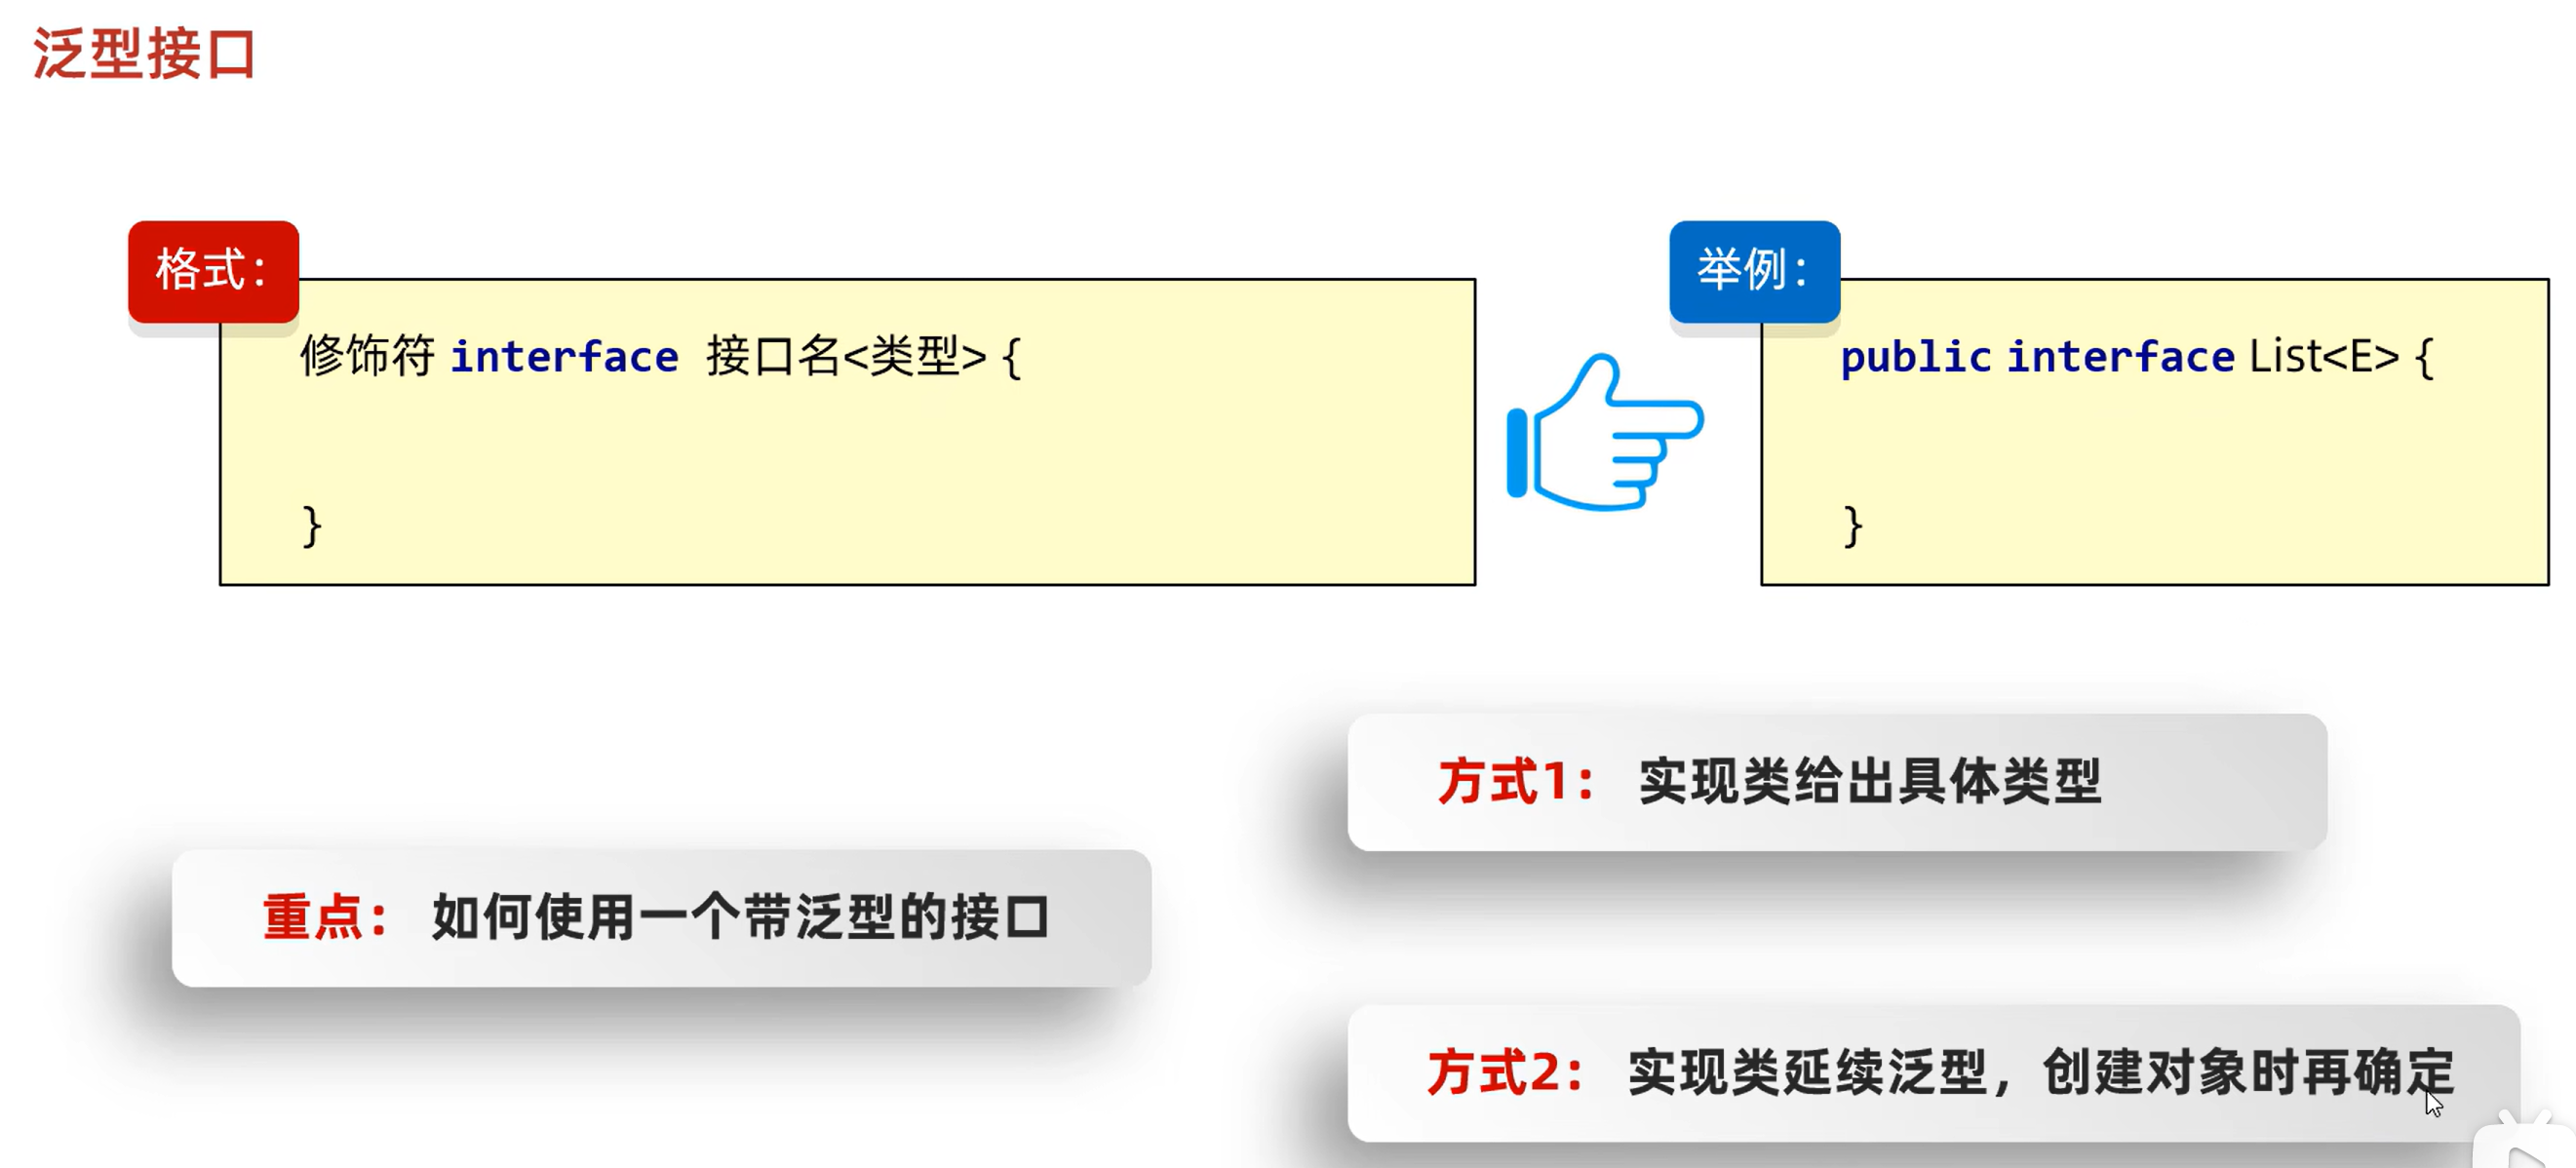 泛型接口
格式：
修饰符 interface 接口名<类型> {
}
举例：
public interface List<E> {
}
重点： 如何使用一个带泛型的接口
方式1： 实现类给出具体类型
方式2： 实现类延续泛型，创建对象时再确定